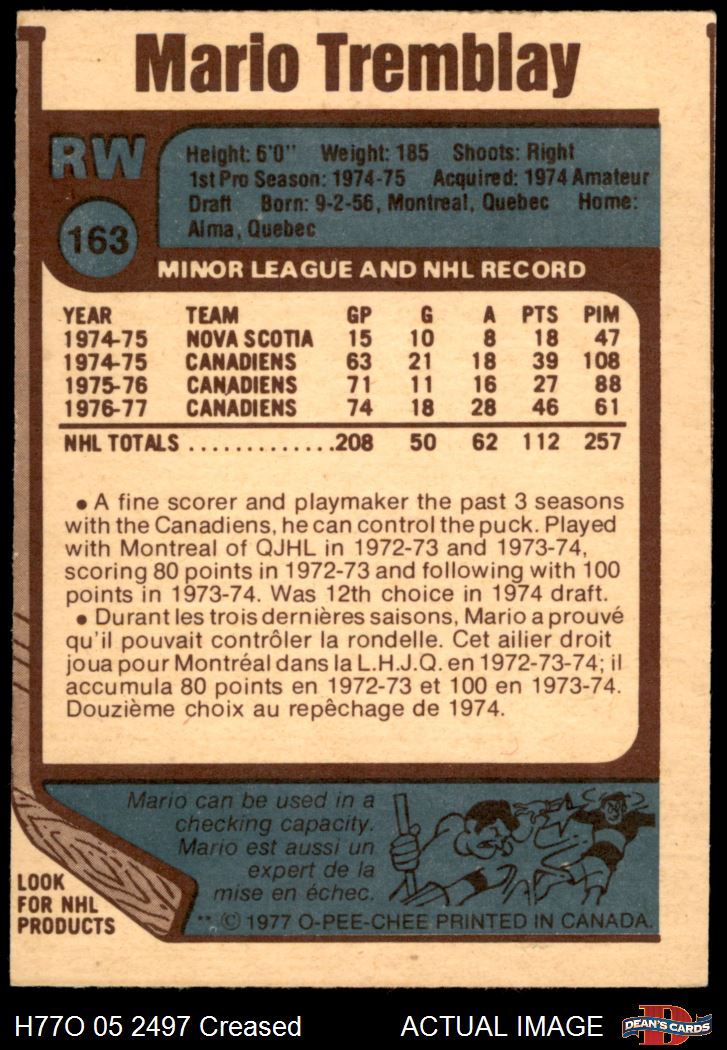 Mario Tremblay
RW
163
Height: 6'0" Weight: 185 Shoots: Right
1st Pro Season: 1974-75 Acquired: 1974 Amateur
Draft Born: 9-2-56, Montreal, Quebec Home:
Alma, Quebec
MINOR LEAGUE AND NHL RECORD
YEAR TEAM GP G A PTS PIM
1974-75 NOVA SCOTIA 15 10 8 18 47
1974-75 CANADIENS 63 21 18 39 108
1975-76 CANADIENS 71 11 16 27 88
1976-77 CANADIENS 74 18 28 46 61
NHL TOTALS .............208 50 62 112 257
• A fine scorer and playmaker the past 3 seasons
with the Canadiens, he can control the puck. Played
with Montreal of QJHL in 1972-73 and 1973-74,
scoring 80 points in 1972-73 and following with 100
points in 1973-74. Was 12th choice in 1974 draft.
• Durant les trois dernières saisons, Mario a prouvé
qu'il pouvait contrôler la rondelle. Cet ailier droit
joua pour Montréal dans la L.H.J.Q. en 1972-73-74; il
accumula 80 points en 1972-73 et 100 en 1973-74.
Douzième choix au repêchage de 1974.
Mario can be used in a
checking capacity.
Mario est aussi un
expert de la
mise en échec.
LOOK
FOR NHL
PRODUCTS
** © 1977 O-PEE-CHEE PRINTED IN CANADA.
H77O 05 2497 Creased ACTUAL IMAGE
D
DEAN'S CARDS